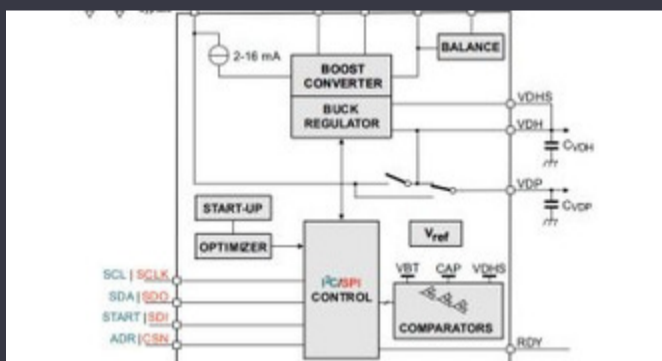 2-16 mA
BALANCE
BOOST
CONVERTER
BUCK
REGULATOR
VDHS
VDH
CVDH
VDP
CVDP
START-UP
OPTIMIZER
Vref
I²C/SPI
CONTROL
VBT CAP VDHS
COMPARATORS
SCL | SCLK
SDA | SDO
START | SDI
ADR | CSN
RDY